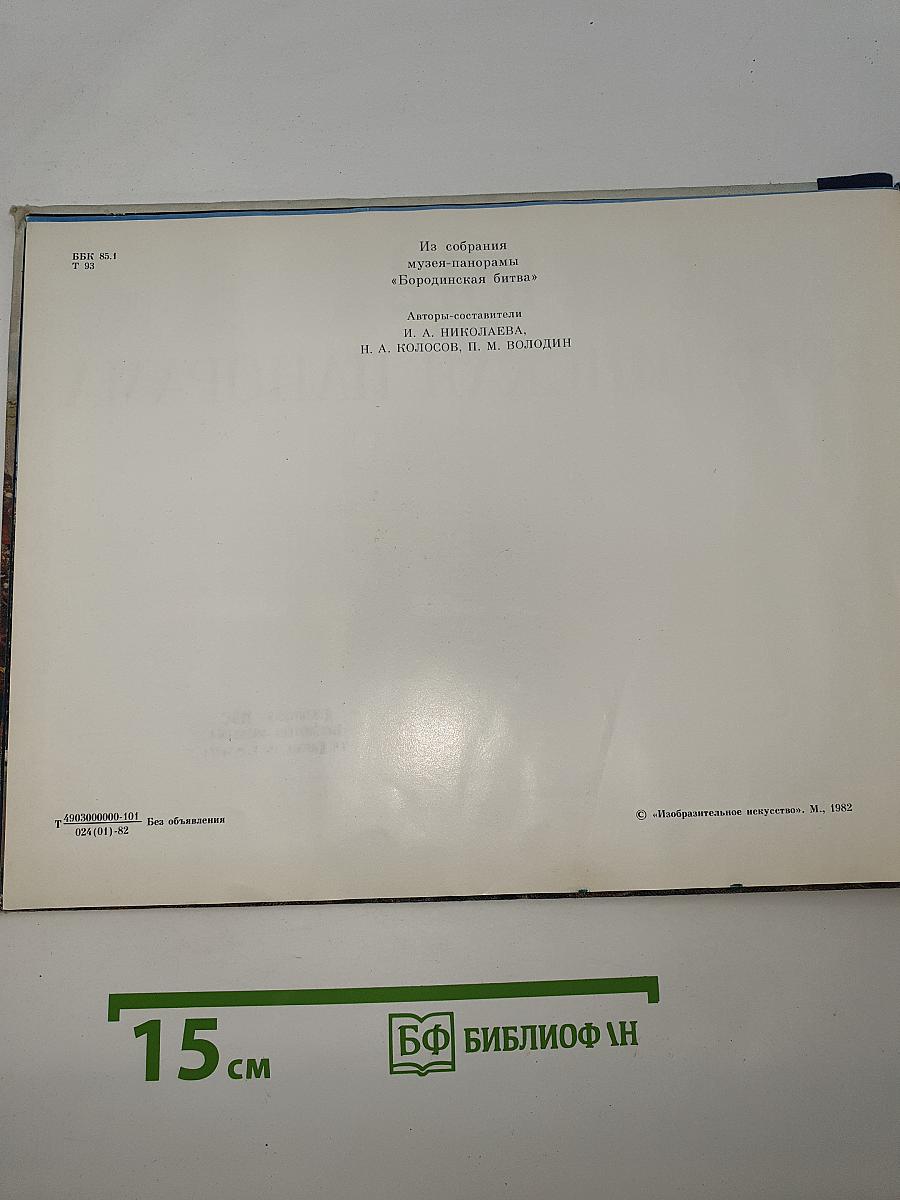 ББК 85.1
Т 93
Из собрания
музея-панорамы
«Бородинская битва»
Авторы-составители
И. А. НИКОЛАЕВА,
Н. А. КОЛОСОВ, П. М. ВОЛОДИН
Т 4903000000-101
024(01)-82
Без объявления
© «Изобразительное искусство». М., 1982
15 см
БФ